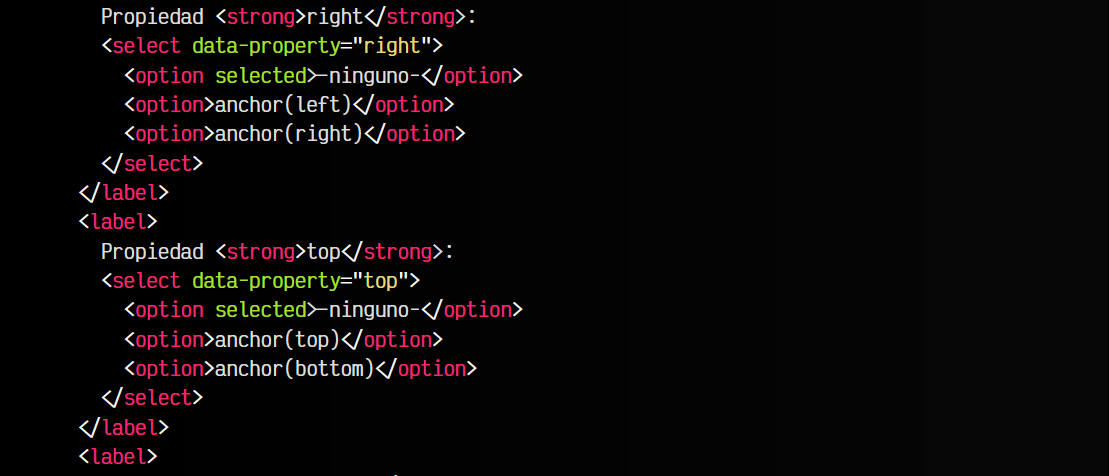 Propiedad <strong>right</strong>:
<select data-property="right">
<option selected>-ninguno-</option>
<option>anchor(left)</option>
<option>anchor(right)</option>
</select>
</label>
<label>
Propiedad <strong>top</strong>:
<select data-property="top">
<option selected>-ninguno-</option>
<option>anchor(top)</option>
<option>anchor(bottom)</option>
</select>
</label>
<label>